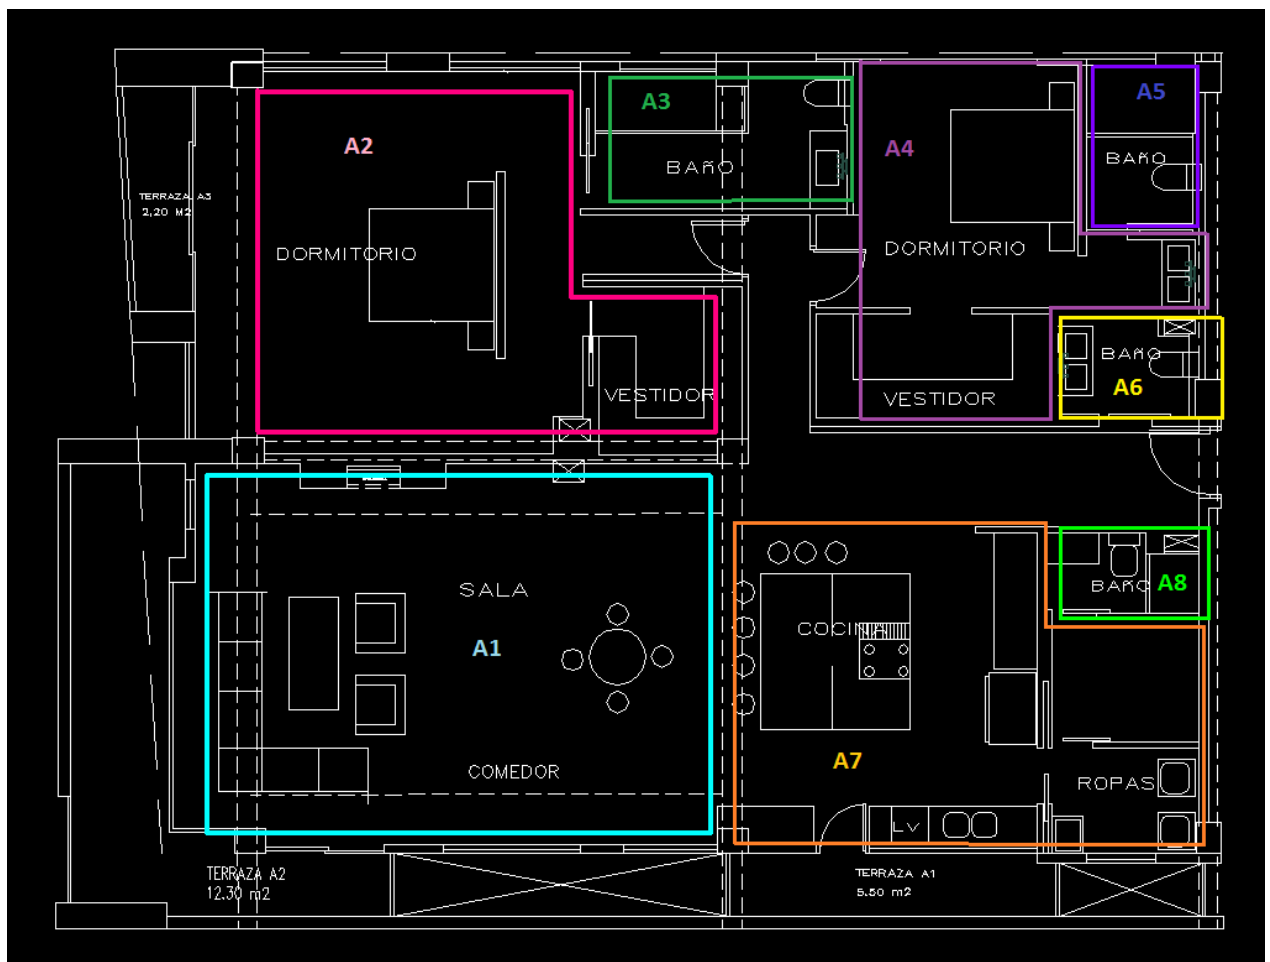 A3
A5
A2
A4
BAÑO
BAÑO
TERRAZA A3
2,20 M2
DORMITORIO
DORMITORIO
BAÑO
A6
VESTIDOR
VESTIDOR
SALA
A1
COCINA
BAÑO
A8
COMEDOR
A7
ROPAS
LV
TERRAZA A2
12.30 m2
TERRAZA A1
5.50 m2